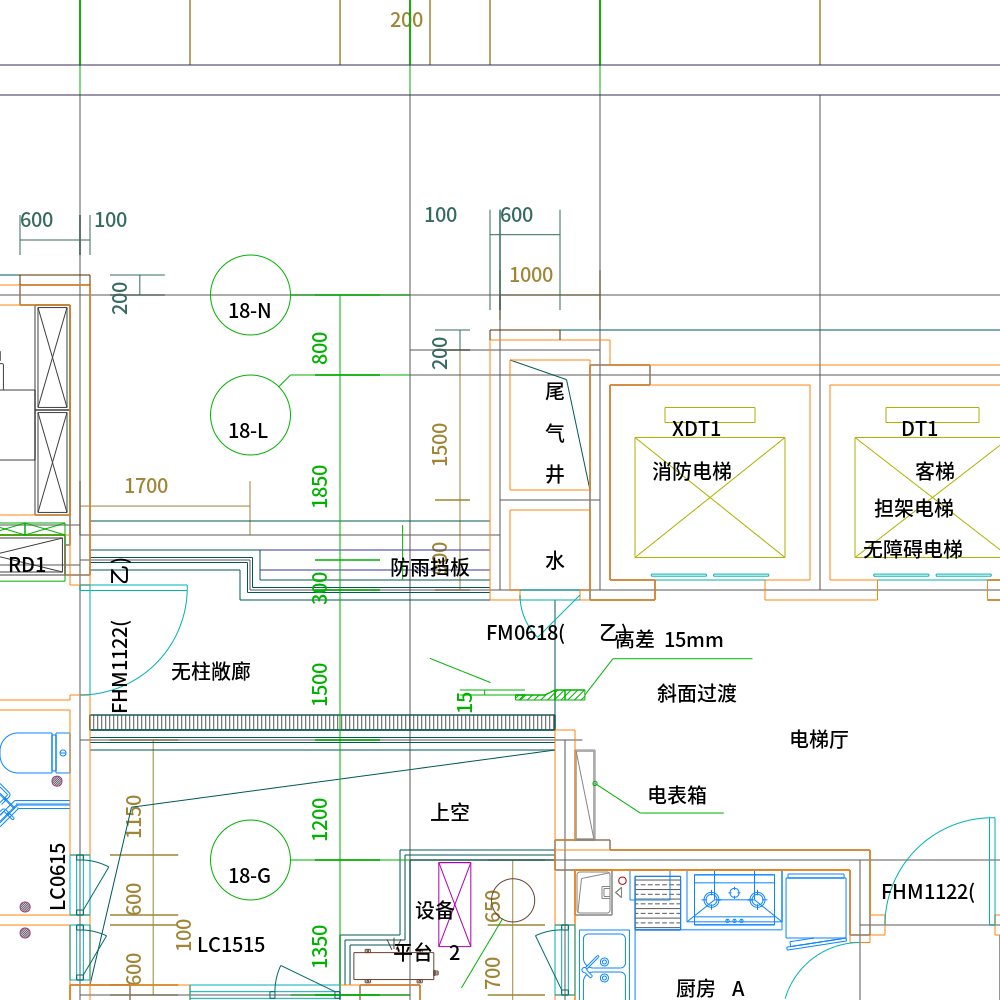 200
600
100
100
600
1000
200
18-N
800
200
尾
气
井
18-L
XDT1
DT1
1500
消防电梯
客梯
1700
1850
担架电梯
无障碍电梯
RD1
(乙
防雨挡板
水
300
FHM1122(
FM0618(
乙)
高差 15mm
无柱敞廊
1500
15
斜面过渡
电梯厅
电表箱
1150
1200
上空
LC0615
18-G
600
650
设备
FHM1122(
100
LC1515
1350
平台 2
600
700
厨房 A